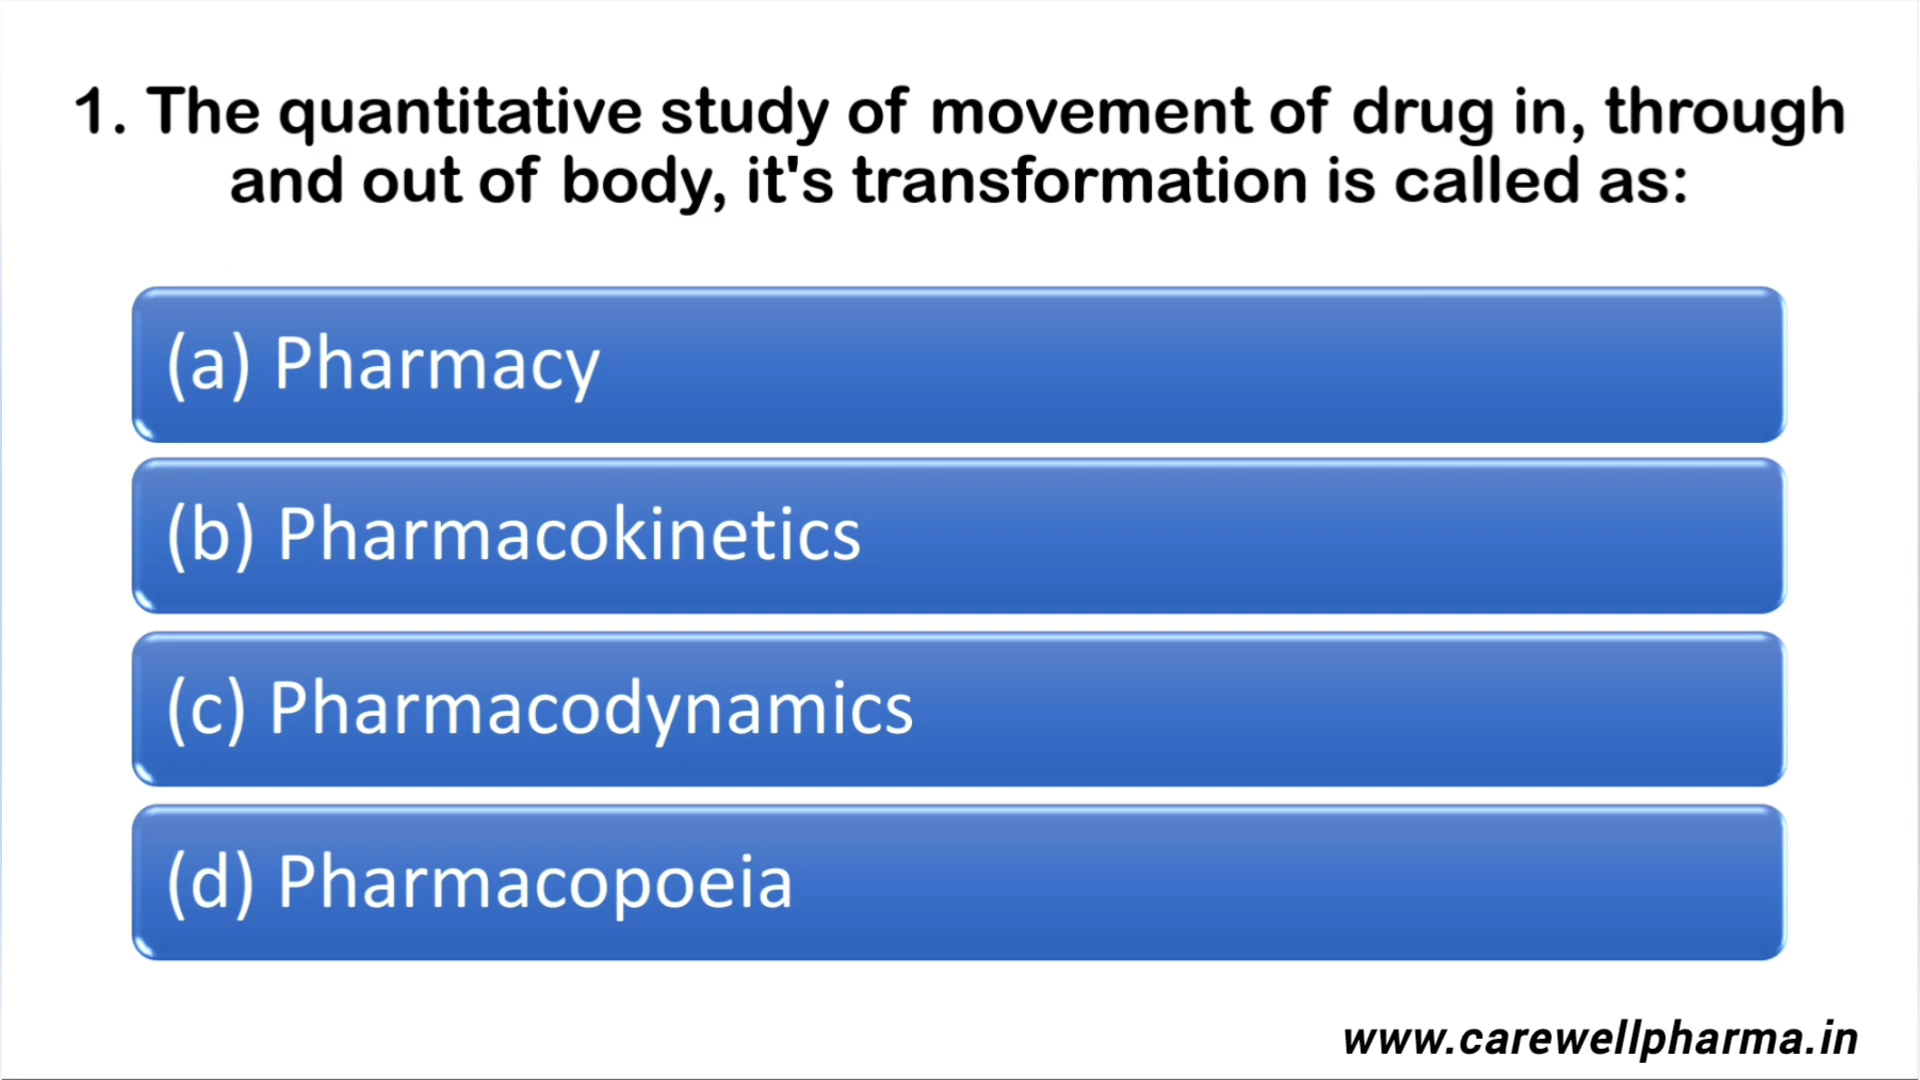 1. The quantitative study of movement of drug in, through
and out of body, it's transformation is called as:
(a) Pharmacy
(b) Pharmacokinetics
(c) Pharmacodynamics
(d) Pharmacopoeia
www.carewellpharma.in